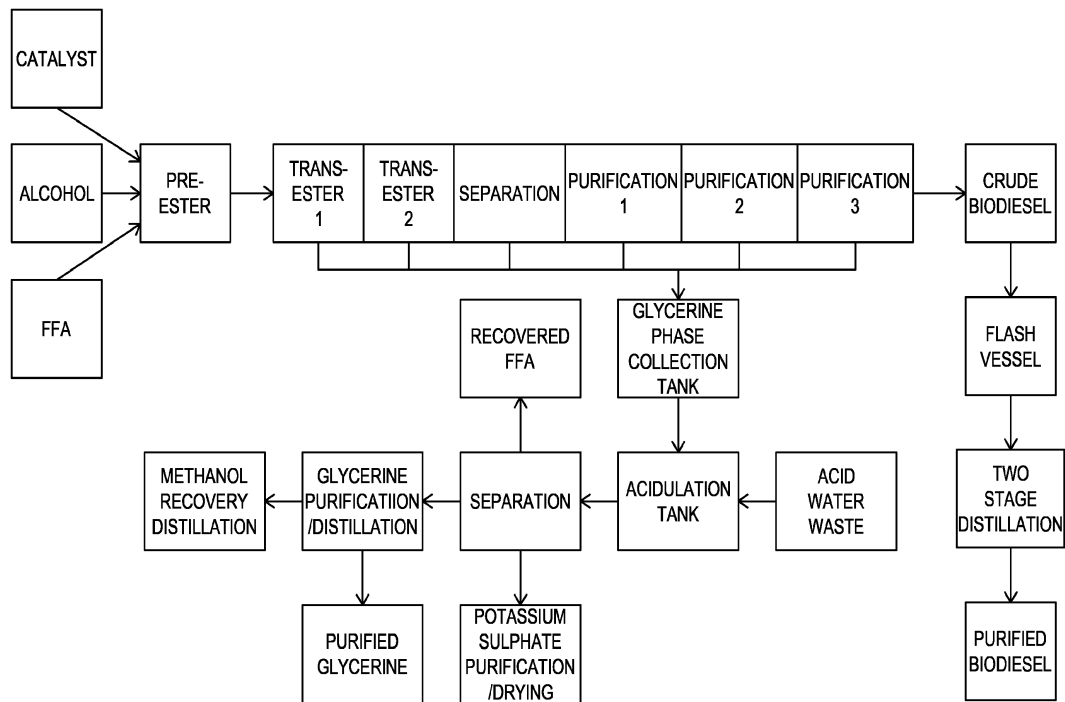 CATALYST
ALCOHOL
FFA
PRE-
ESTER
TRANS-
ESTER
1
TRANS-
ESTER
2
SEPARATION
PURIFICATION
1
PURIFICATION
2
PURIFICATION
3
CRUDE
BIODIESEL
RECOVERED
FFA
GLYCERINE
PHASE
COLLECTION
TANK
FLASH
VESSEL
METHANOL
RECOVERY
DISTILLATION
GLYCERINE
PURIFICATION
/DISTILLATION
SEPARATION
ACIDULATION
TANK
ACID
WATER
WASTE
TWO
STAGE
DISTILLATION
PURIFIED
GLYCERINE
POTASSIUM
SULPHATE
PURIFICATION
/DRYING
PURIFIED
BIODIESEL